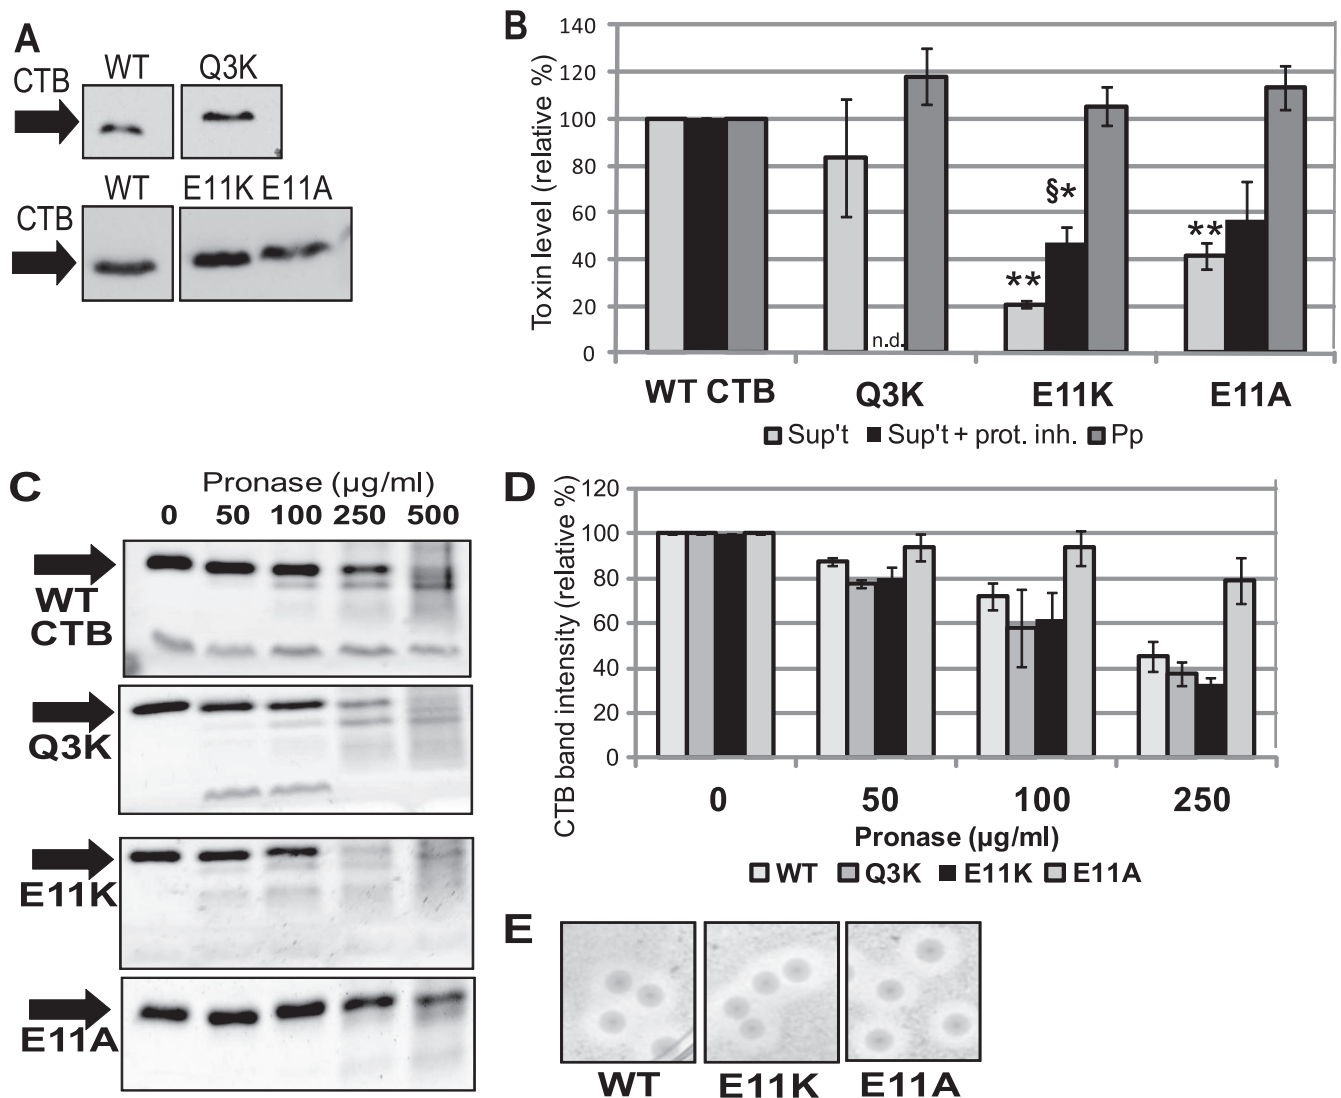 A
CTB
WT
Q3K
CTB
WT
E11K E11A
B
Toxin level (relative %)
140
120
100
80
60
40
20
0
n.d.
**
§*
**
WT CTB
Q3K
E11K
E11A
Sup't
Sup't + prot. inh.
Pp
C
Pronase (µg/ml)
0 50 100 250 500
WT
CTB
Q3K
E11K
E11A
D
CTB band intensity (relative %)
120
100
80
60
40
20
0
0 50 100 250
Pronase (µg/ml)
WT Q3K E11K E11A
E
WT
E11K
E11A